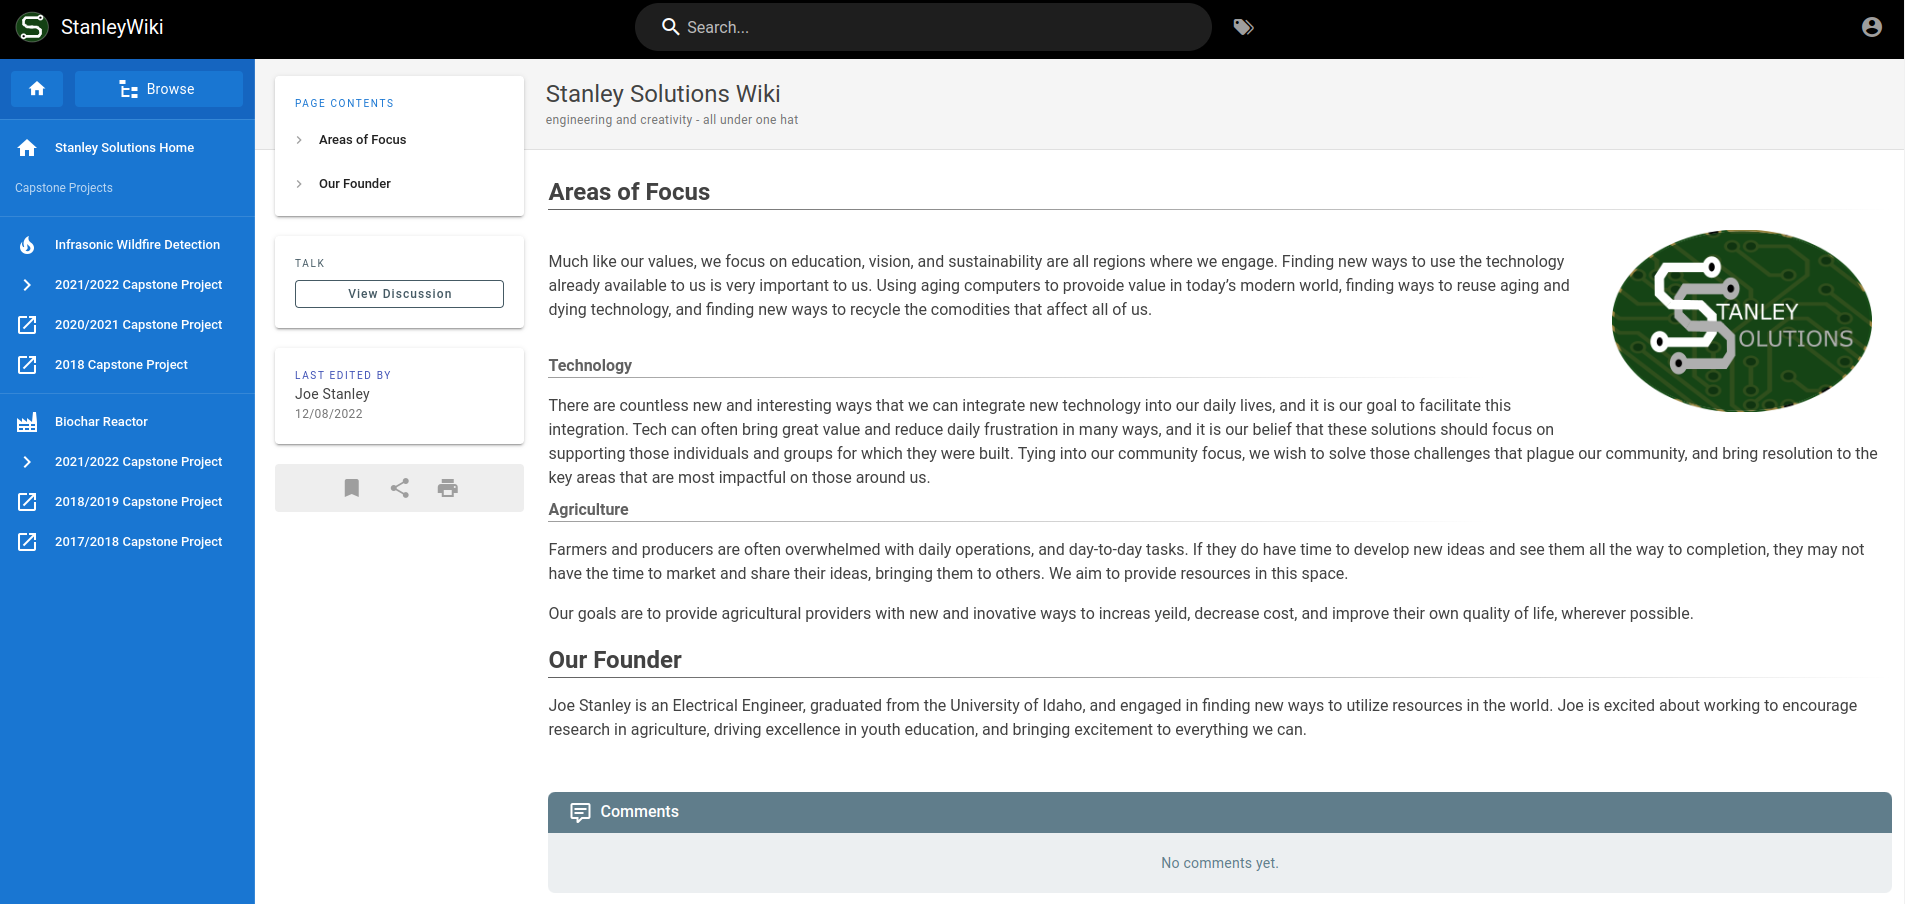 StanleyWiki
Search...
Browse
Stanley Solutions Home
Capstone Projects
Infrasonic Wildfire Detection
2021/2022 Capstone Project
2020/2021 Capstone Project
2018 Capstone Project
Biochar Reactor
2021/2022 Capstone Project
2018/2019 Capstone Project
2017/2018 Capstone Project
PAGE CONTENTS
Areas of Focus
Our Founder
TALK
View Discussion
LAST EDITED BY
Joe Stanley
12/08/2022
Stanley Solutions Wiki
engineering and creativity - all under one hat
Areas of Focus
Much like our values, we focus on education, vision, and sustainability are all regions where we engage. Finding new ways to use the technology
already available to us is very important to us. Using aging computers to provoide value in today's modern world, finding ways to reuse aging and
dying technology, and finding new ways to recycle the comodities that affect all of us.
STANLEY
SOLUTIONS
Technology
There are countless new and interesting ways that we can integrate new technology into our daily lives, and it is our goal to facilitate this
integration. Tech can often bring great value and reduce daily frustration in many ways, and it is our belief that these solutions should focus on
supporting those individuals and groups for which they were built. Tying into our community focus, we wish to solve those challenges that plague our community, and bring resolution to the
key areas that are most impactful on those around us.
Agriculture
Farmers and producers are often overwhelmed with daily operations, and day-to-day tasks. If they do have time to develop new ideas and see them all the way to completion, they may not
have the time to market and share their ideas, bringing them to others. We aim to provide resources in this space.
Our goals are to provide agricultural providers with new and inovative ways to increas yeild, decrease cost, and improve their own quality of life, wherever possible.
Our Founder
Joe Stanley is an Electrical Engineer, graduated from the University of Idaho, and engaged in finding new ways to utilize resources in the world. Joe is excited about working to encourage
research in agriculture, driving excellence in youth education, and bringing excitement to everything we can.
Comments
No comments yet.